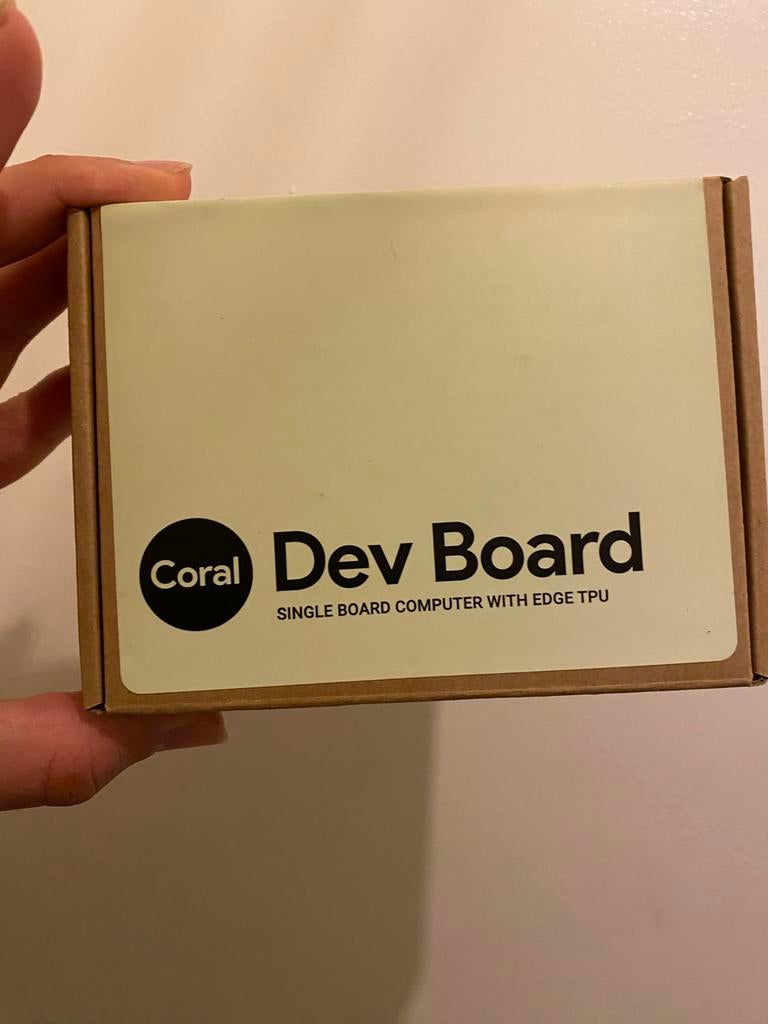 Coral
Dev Board
SINGLE BOARD COMPUTER WITH EDGE TPU